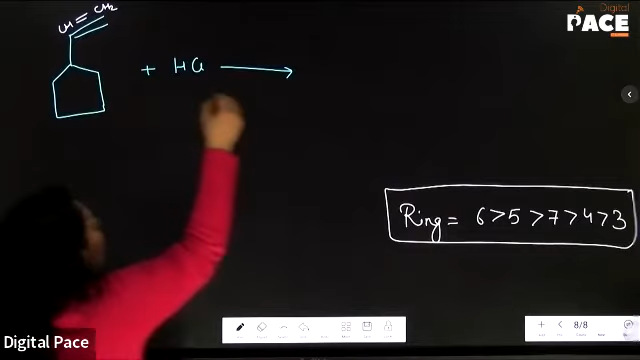 CH = CH2
+ HCl
Ring = 6 > 5 > 7 > 4 > 3
Digital
PACE
8/8
Digital Pace